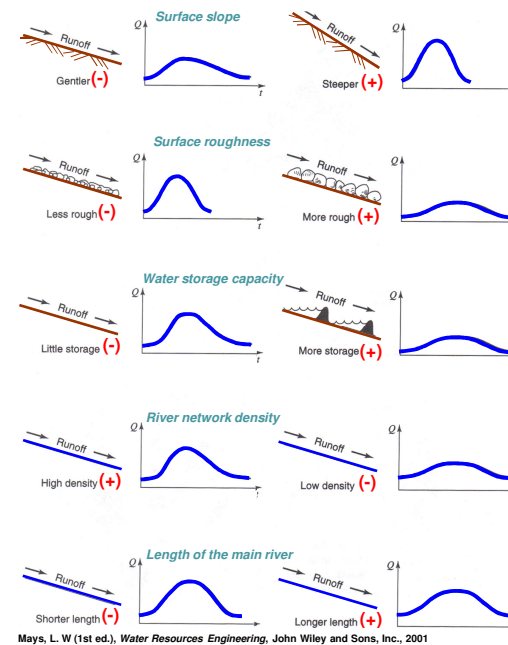 Surface slope
Q
Runoff
Gentler (-)
t
Runoff
Steeper (+)
Q
Surface roughness
Q
Runoff
Less rough (-)
t
Runoff
More rough (+)
Q
Water storage capacity
Q
Runoff
Little storage (-)
t
Runoff
More storage (+)
Q
River network density
Q
Runoff
High density (+)
Runoff
Low density (-)
Q
Length of the main river
Q
Runoff
Shorter length (-)
t
Runoff
Longer length (+)
Q
Mays, L. W (1st ed.), Water Resources Engineering, John Wiley and Sons, Inc., 2001